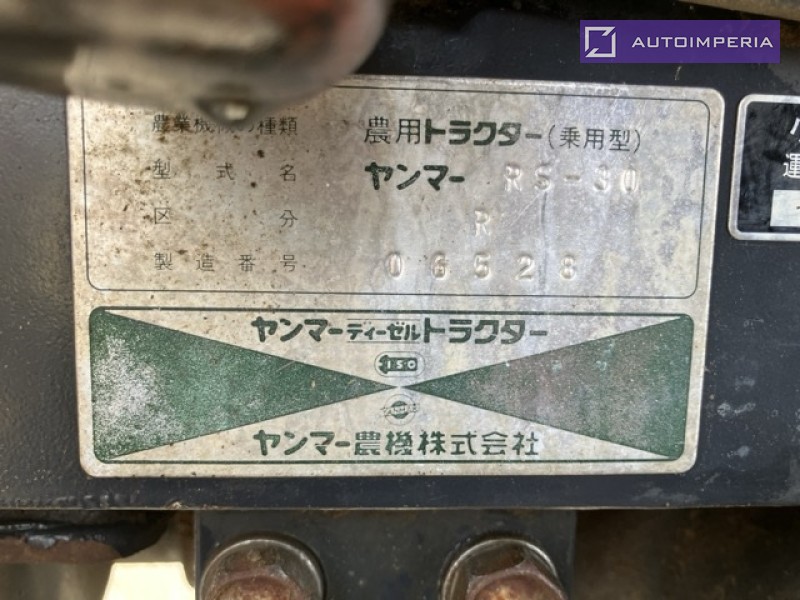 AUTOIMPERIA
農業機械の種類 農用トラクター(乗用型)
型式名 ヤンマー RS-30
区分 R
製造番号 06528
ヤンマーディーゼルトラクター
ISO
ヤンマー農機株式会社
運